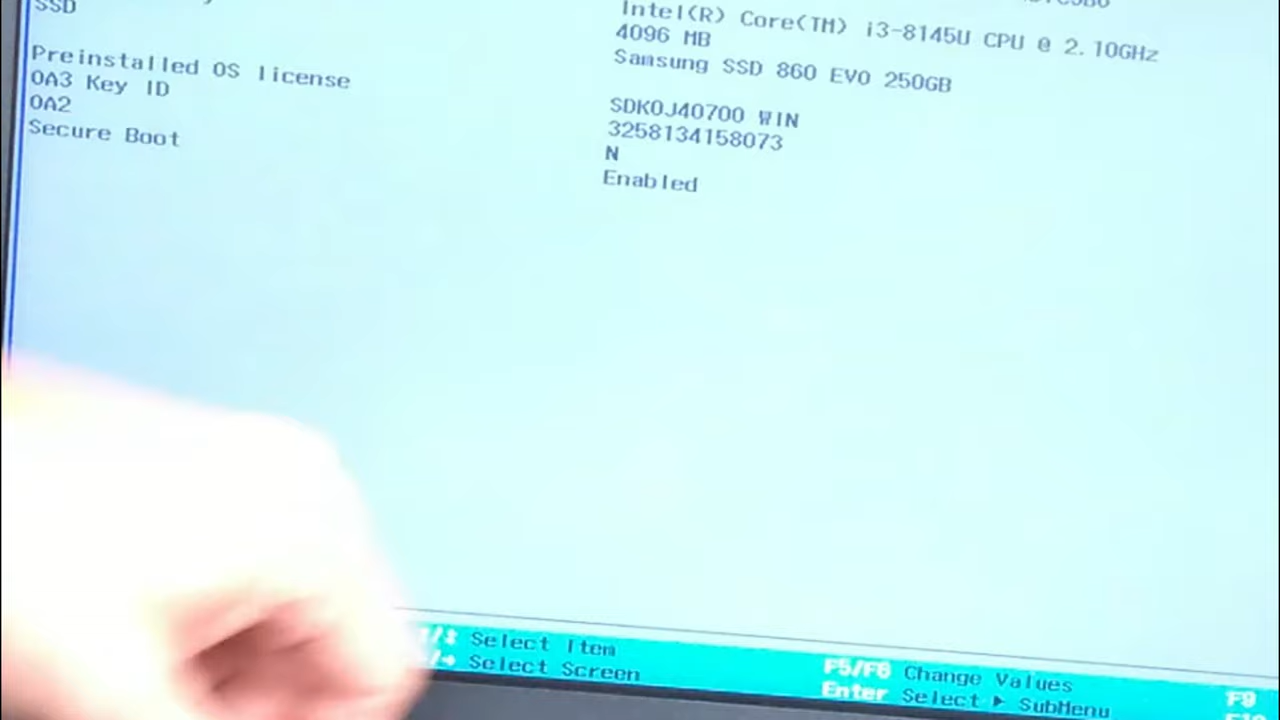 SSD
Intel(R) Core(TM) i3-8145U CPU @ 2.10GHz
4096 MB
Samsung SSD 860 EVO 250GB
Preinstalled OS license SDK0J40700 WIN
OA3 Key ID 3258134158073
OA2 N
Secure Boot Enabled
Select Item F5/F6 Change Values F9
Select Screen Enter Select ▶ SubMenu